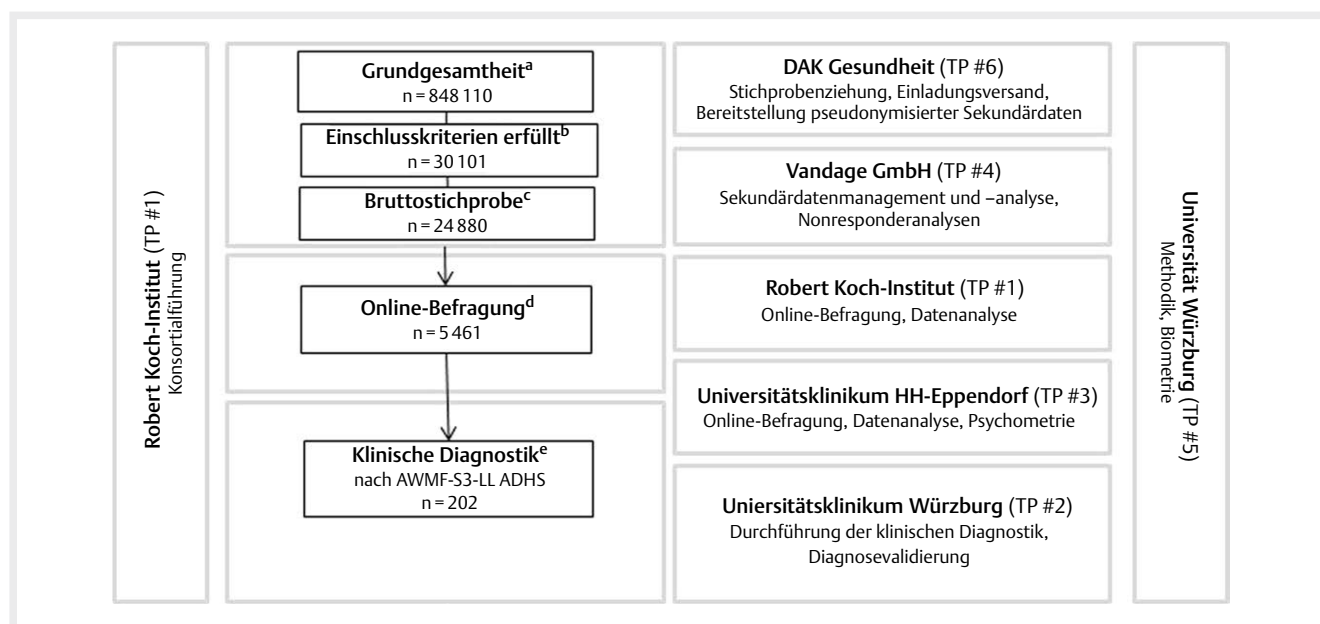 Robert Koch-Institut (TP #1)
Konsortialführung
Grundgesamtheitᵃ
n = 848 110
Einschlusskriterien erfülltᵇ
n = 30 101
Bruttostichprobeᶜ
n = 24 880
Online-Befragungᵈ
n = 5 461
Klinische Diagnostikᵉ
nach AWMF-S3-LL ADHS
n = 202
DAK Gesundheit (TP #6)
Stichprobenziehung, Einladungsversand,
Bereitstellung pseudonymisierter Sekundärdaten
Vandage GmbH (TP #4)
Sekundärdatenmanagement und –analyse,
Nonresponderanalysen
Robert Koch-Institut (TP #1)
Online-Befragung, Datenanalyse
Universitätsklinikum HH-Eppendorf (TP #3)
Online-Befragung, Datenanalyse, Psychometrie
Uniersitätsklinikum Würzburg (TP #2)
Durchführung der klinischen Diagnostik,
Diagnosevalidierung
Universität Würzburg (TP #5)
Methodik, Biometrie